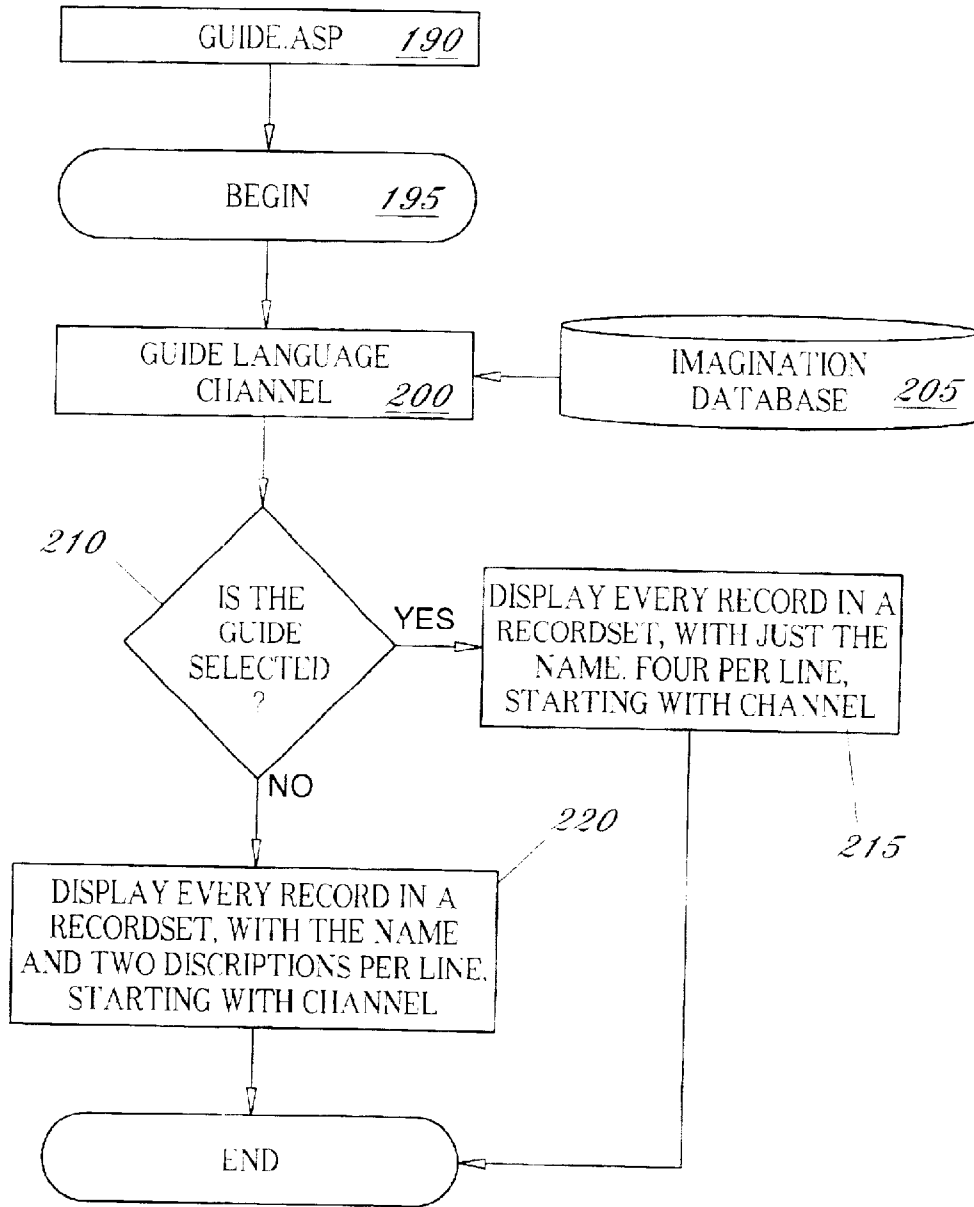 GUIDE.ASP 190
BEGIN 195
GUIDE LANGUAGE
CHANNEL 200
IMAGINATION
DATABASE 205
210
IS THE
GUIDE
SELECTED
?
YES
DISPLAY EVERY RECORD IN A
RECORDSET, WITH JUST THE
NAME. FOUR PER LINE,
STARTING WITH CHANNEL
215
NO
220
DISPLAY EVERY RECORD IN A
RECORDSET, WITH THE NAME
AND TWO DISCRIPTIONS PER LINE,
STARTING WITH CHANNEL
END